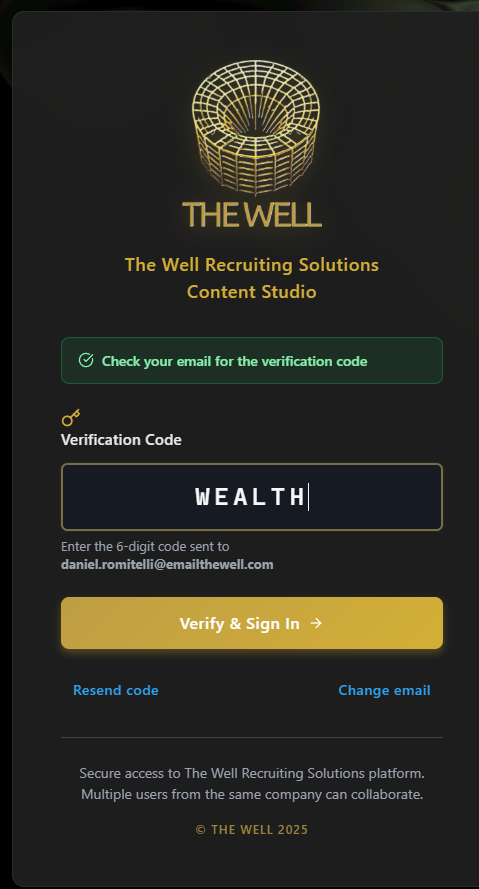 THE WELL
The Well Recruiting Solutions
Content Studio
Check your email for the verification code
Verification Code
WEALTH
Enter the 6-digit code sent to
daniel.romitelli@emailthewell.com
Verify & Sign In →
Resend code
Change email
Secure access to The Well Recruiting Solutions platform.
Multiple users from the same company can collaborate.
© THE WELL 2025